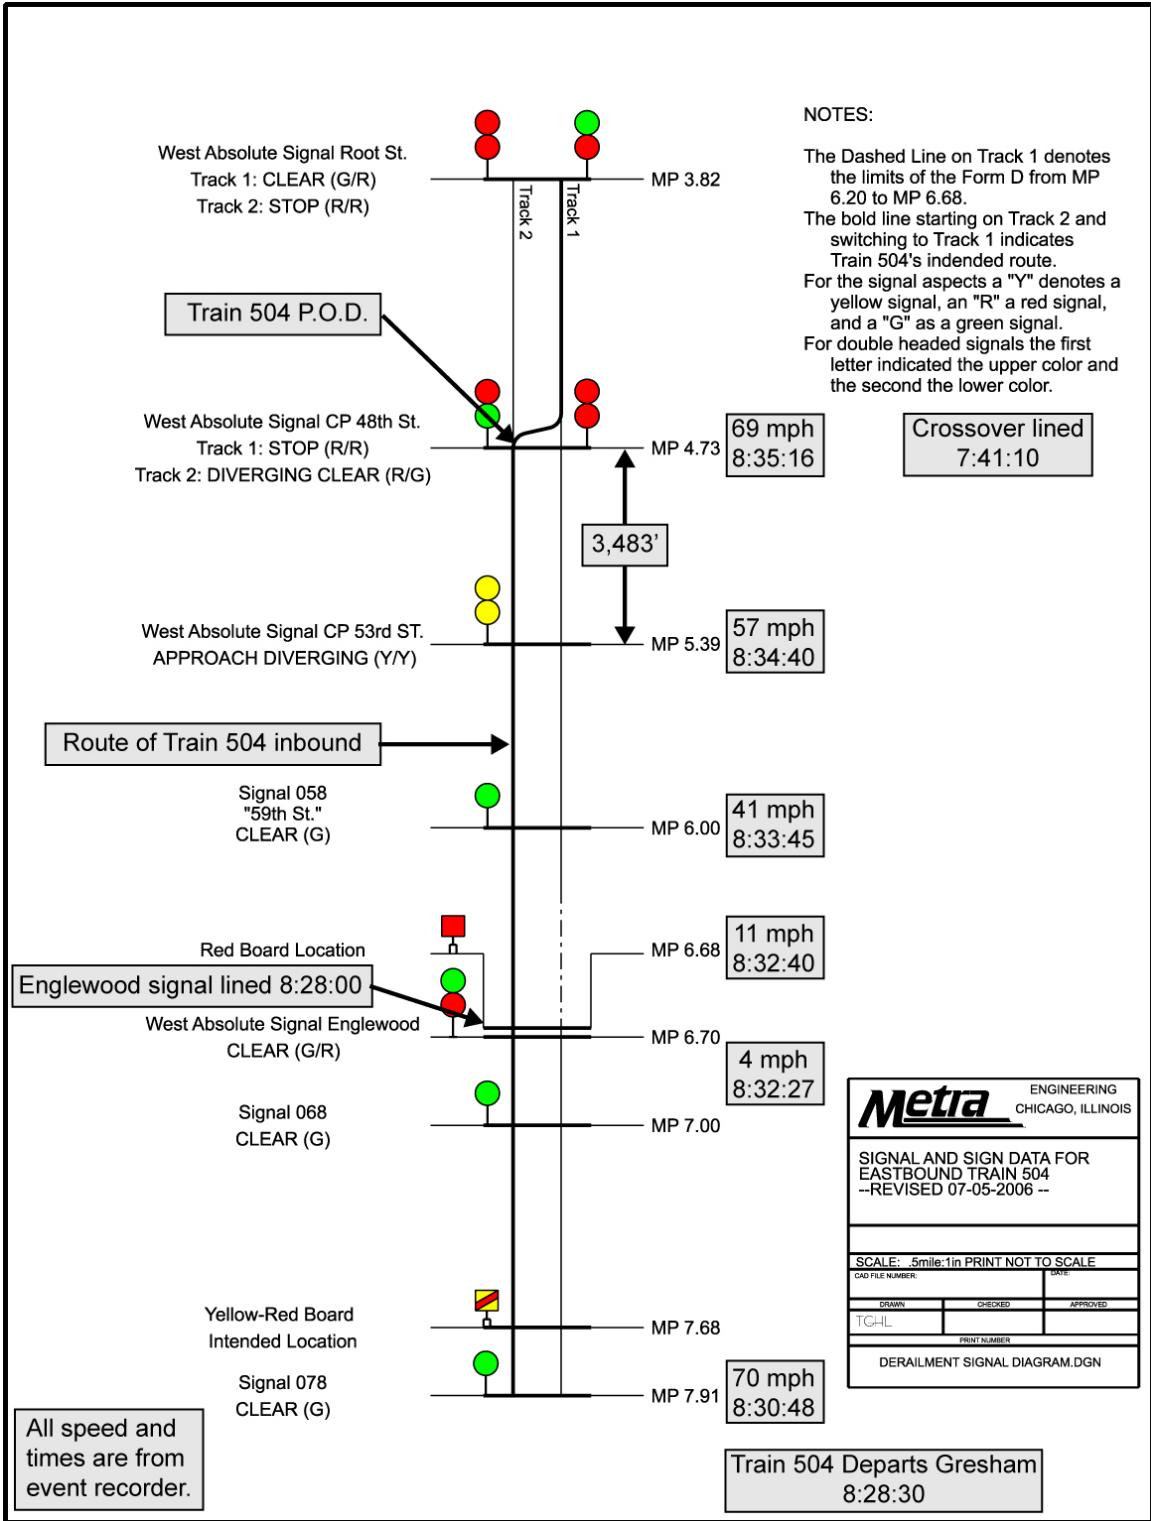 NOTES:
The Dashed Line on Track 1 denotes
the limits of the Form D from MP
6.20 to MP 6.68.
The bold line starting on Track 2 and
switching to Track 1 indicates
Train 504's indended route.
For the signal aspects a "Y" denotes a
yellow signal, an "R" a red signal,
and a "G" as a green signal.
For double headed signals the first
letter indicated the upper color and
the second the lower color.
West Absolute Signal Root St.
Track 1: CLEAR (G/R)
Track 2: STOP (R/R)
MP 3.82
Track 2
Track 1
Train 504 P.O.D.
West Absolute Signal CP 48th St.
Track 1: STOP (R/R)
Track 2: DIVERGING CLEAR (R/G)
MP 4.73
69 mph
8:35:16
Crossover lined
7:41:10
3,483’
West Absolute Signal CP 53rd ST.
APPROACH DIVERGING (Y/Y)
MP 5.39
57 mph
8:34:40
Route of Train 504 inbound
Signal 058
"59th St."
CLEAR (G)
MP 6.00
41 mph
8:33:45
Red Board Location
MP 6.68
11 mph
8:32:40
Englewood signal lined 8:28:00
West Absolute Signal Englewood
CLEAR (G/R)
MP 6.70
4 mph
8:32:27
Signal 068
CLEAR (G)
MP 7.00
Yellow-Red Board
Intended Location
MP 7.68
Signal 078
CLEAR (G)
MP 7.91
70 mph
8:30:48
All speed and
times are from
event recorder.
Train 504 Departs Gresham
8:28:30
Metra
ENGINEERING
CHICAGO, ILLINOIS
SIGNAL AND SIGN DATA FOR
EASTBOUND TRAIN 504
--REVISED 07-05-2006 --
SCALE: .5mile:1in PRINT NOT TO SCALE
CAD FILE NUMBER:
DATE:
DRAWN
CHECKED
APPROVED
TGHL
PRINT NUMBER
DERAILMENT SIGNAL DIAGRAM.DGN